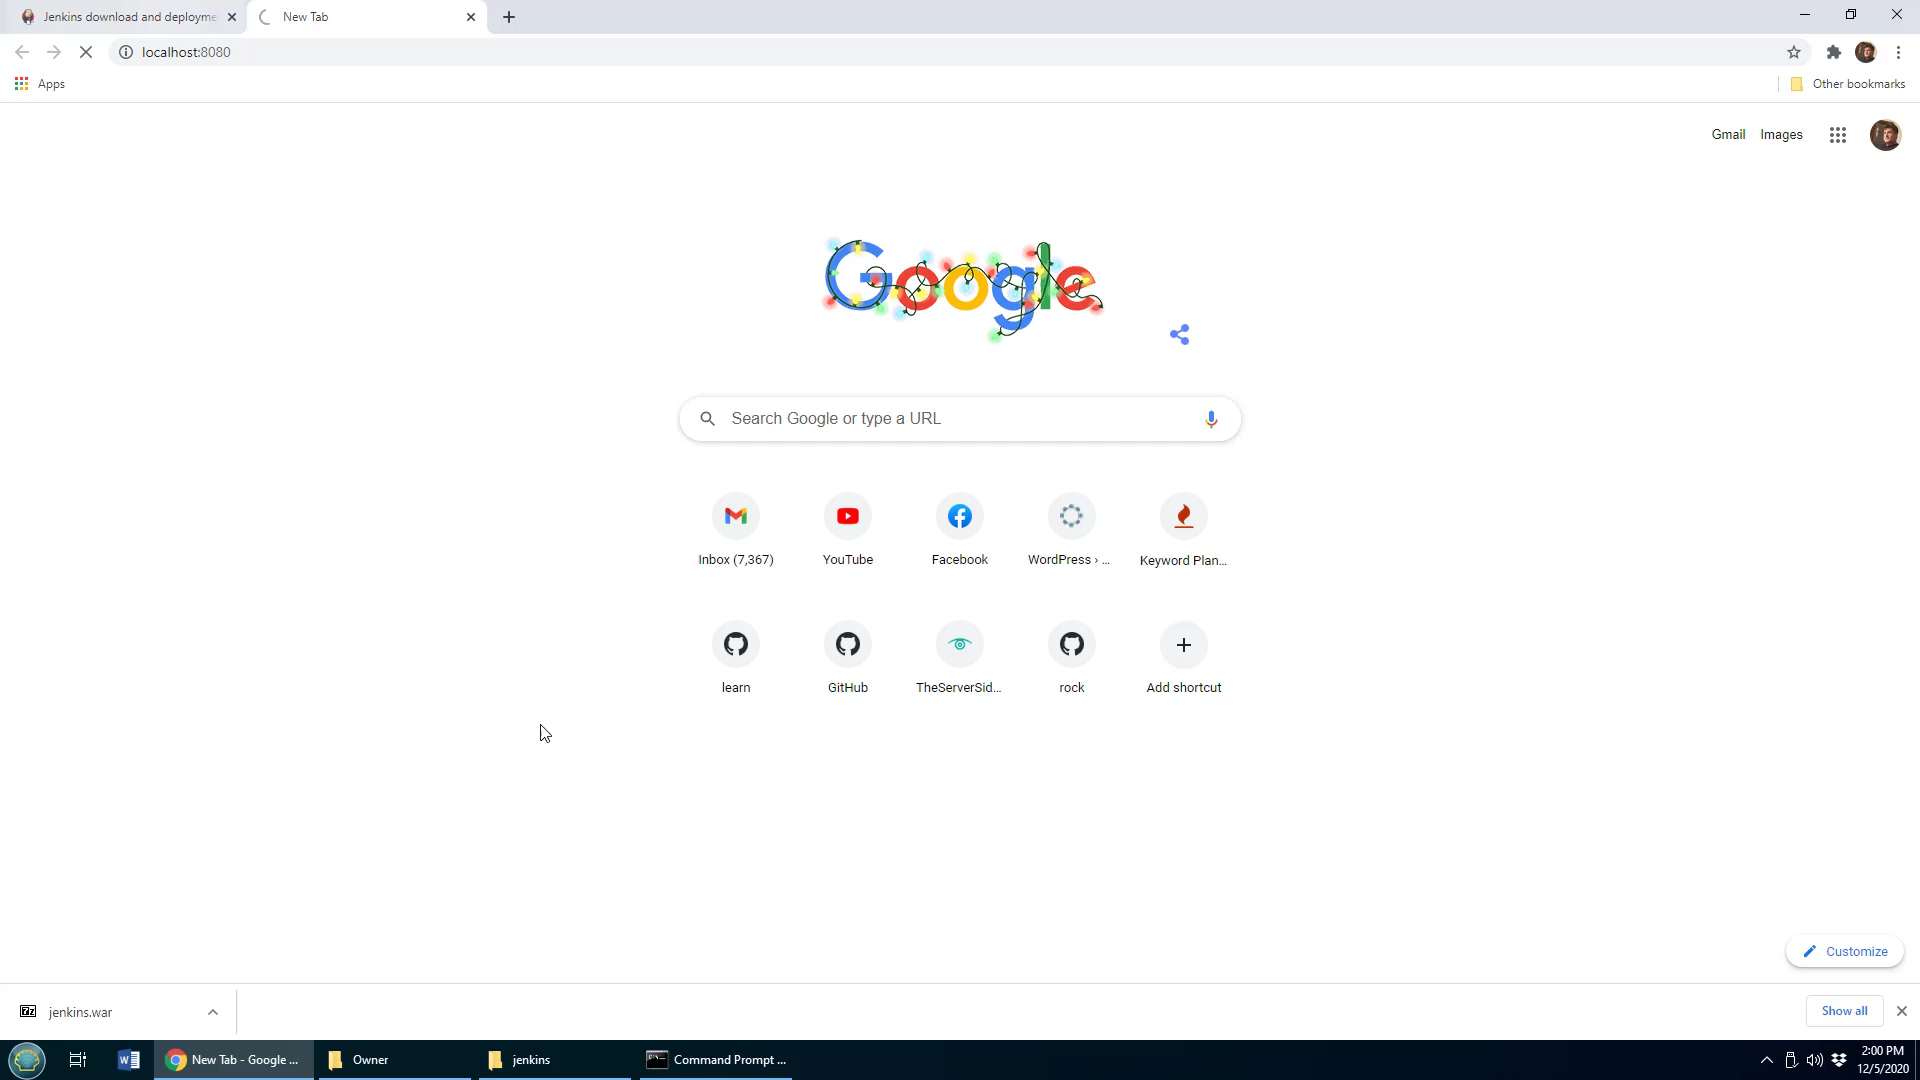 Jenkins download and deployme
New Tab
localhost:8080
Apps
Other bookmarks
Gmail
Images
Google
Search Google or type a URL
Inbox (7,367)
YouTube
Facebook
WordPress › ...
Keyword Plan...
learn
GitHub
TheServerSid...
rock
Add shortcut
Customize
jenkins.war
Show all
New Tab - Google ...
Owner
jenkins
Command Prompt ...
2:00 PM
12/5/2020